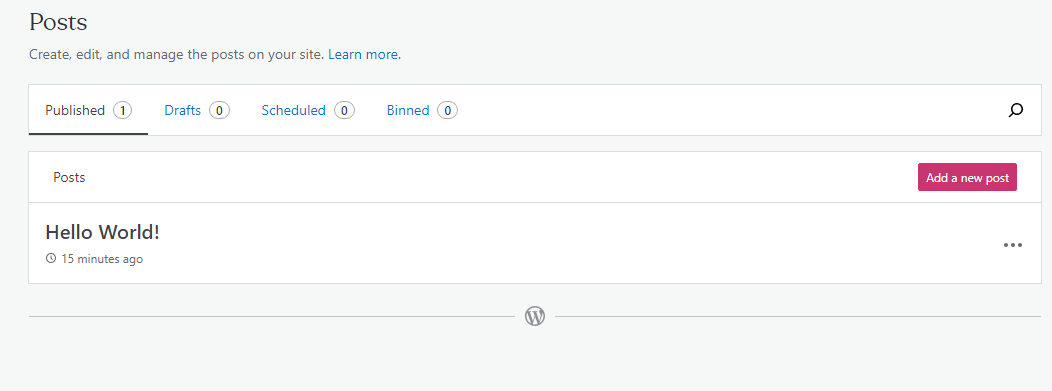 Posts
Create, edit, and manage the posts on your site. Learn more.
Published 1 Drafts 0 Scheduled 0 Binned 0
Posts Add a new post
Hello World!
15 minutes ago